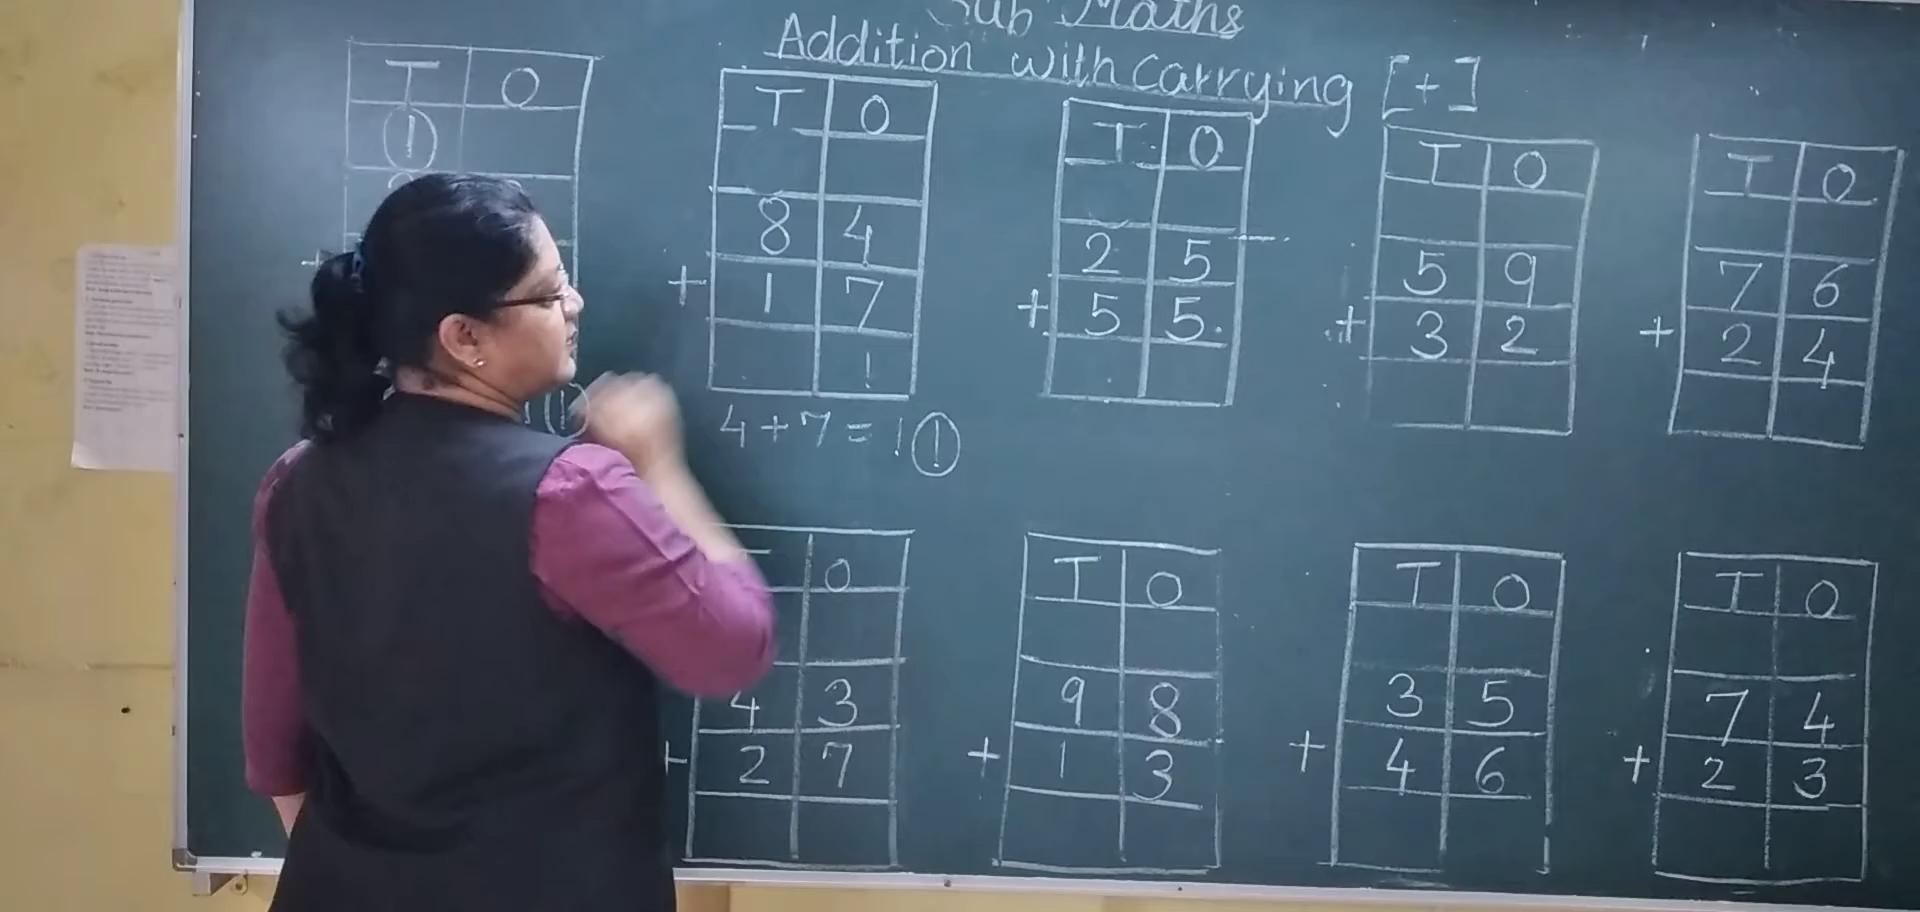 Sub Maths
Addition with carrying [+]
T O
1
+
1
T O
8 4
+ 1 7
1
4+7=11
T O
2 5
+ 5 5
T O
5 9
+ 3 2
T O
7 6
+ 2 4
T O
4 3
+ 2 7
T O
9 8
+ 1 3
T O
3 5
+ 4 6
T O
7 4
+ 2 3